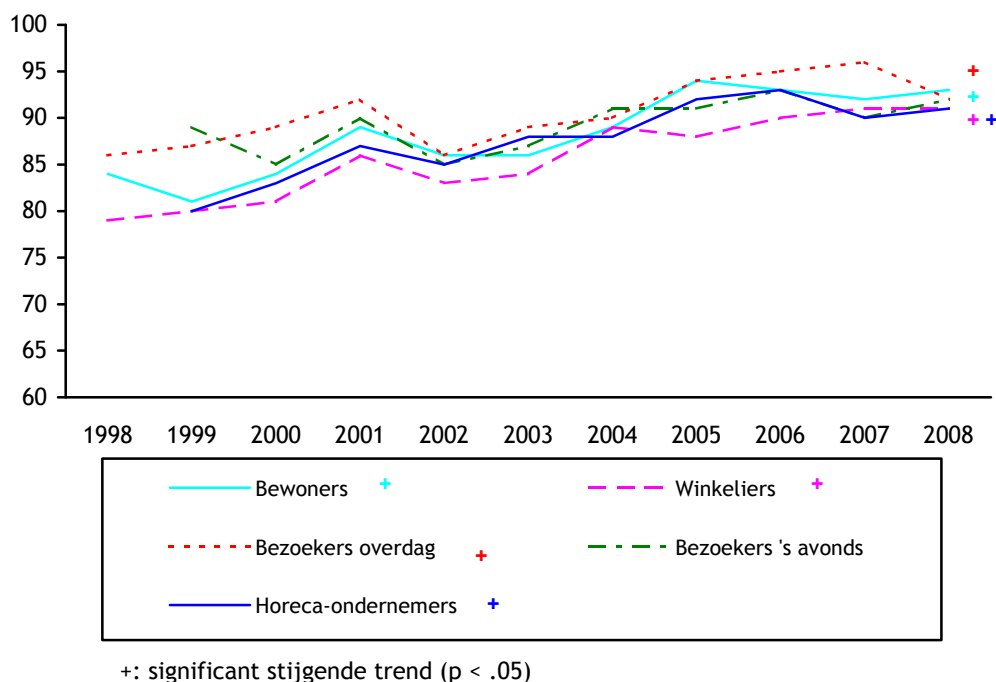 100
95
90
85
80
75
70
65
60
1998 1999 2000 2001 2002 2003 2004 2005 2006 2007 2008
Bewoners + Winkeliers +
Bezoekers overdag + Bezoekers 's avonds
Horeca-ondernemers +
+: significant stijgende trend (p < .05)